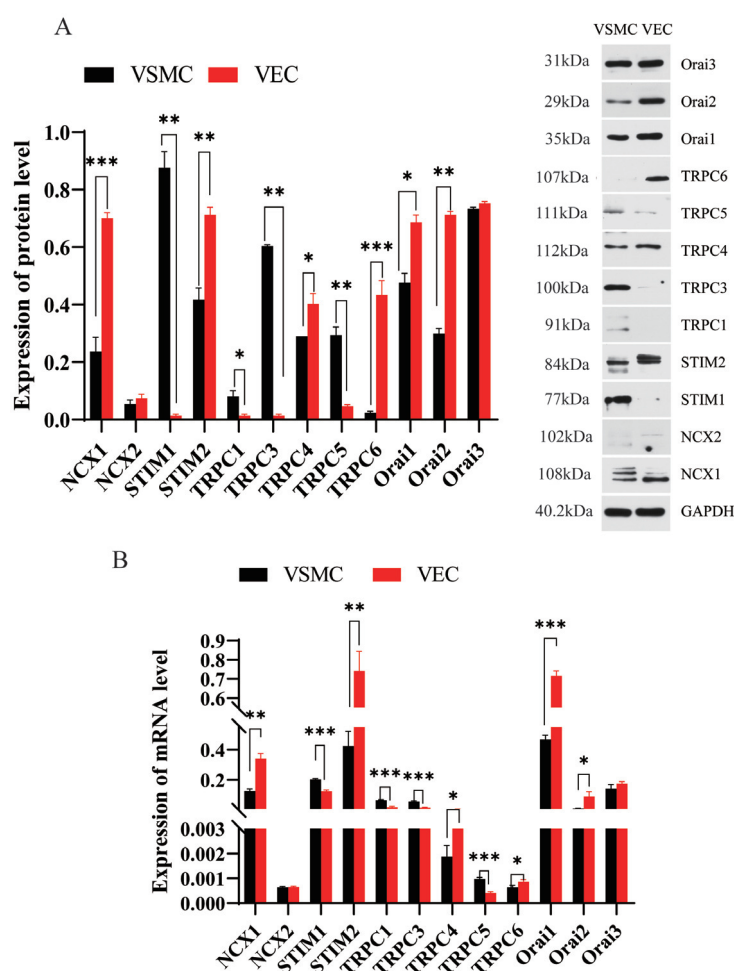 A
VSMC VEC
Expression of protein level
1.0
0.8
0.6
0.4
0.2
0.0
***
**
**
*
**
*
**
***
*
**
NCX1
NCX2
STIM1
STIM2
TRPC1
TRPC3
TRPC4
TRPC5
TRPC6
Orai1
Orai2
Orai3
VSMC VEC
31kDa Orai3
29kDa Orai2
35kDa Orai1
107kDa TRPC6
111kDa TRPC5
112kDa TRPC4
100kDa TRPC3
91kDa TRPC1
84kDa STIM2
77kDa STIM1
102kDa NCX2
108kDa NCX1
40.2kDa GAPDH
B
VSMC VEC
Expression of mRNA level
0.9
0.8
0.7
0.6
0.4
0.2
0.003
0.002
0.001
0.000
**
***
**
***
***
*
***
*
***
*
NCX1
NCX2
STIM1
STIM2
TRPC1
TRPC3
TRPC4
TRPC5
TRPC6
Orai1
Orai2
Orai3